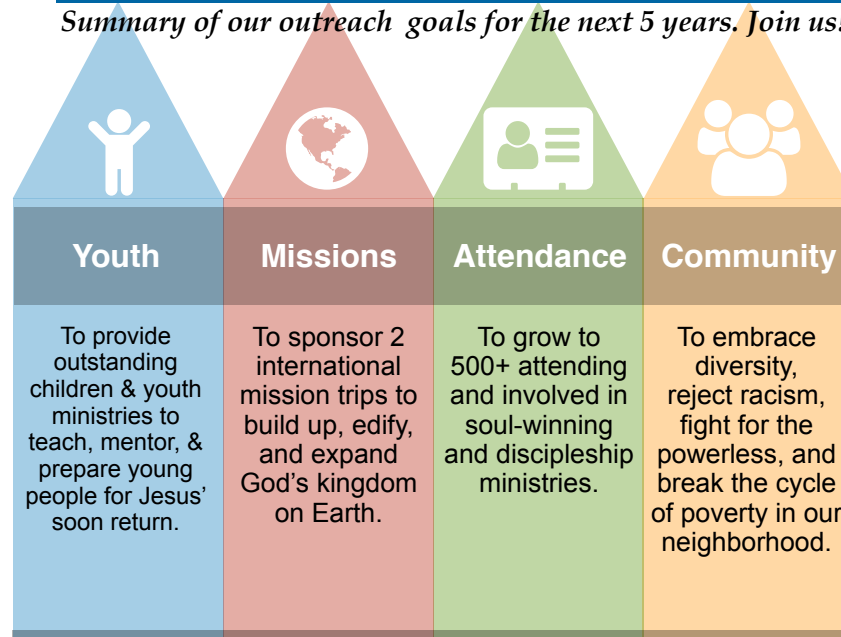 Summary of our outreach goals for the next 5 years. Join us!
Youth
Missions
Attendance
Community
To provide
outstanding
children & youth
ministries to
teach, mentor, &
prepare young
people for Jesus'
soon return.
To sponsor 2
international
mission trips to
build up, edify,
and expand
God's kingdom
on Earth.
To grow to
500+ attending
and involved in
soul-winning
and discipleship
ministries.
To embrace
diversity,
reject racism,
fight for the
powerless, and
break the cycle
of poverty in our
neighborhood.